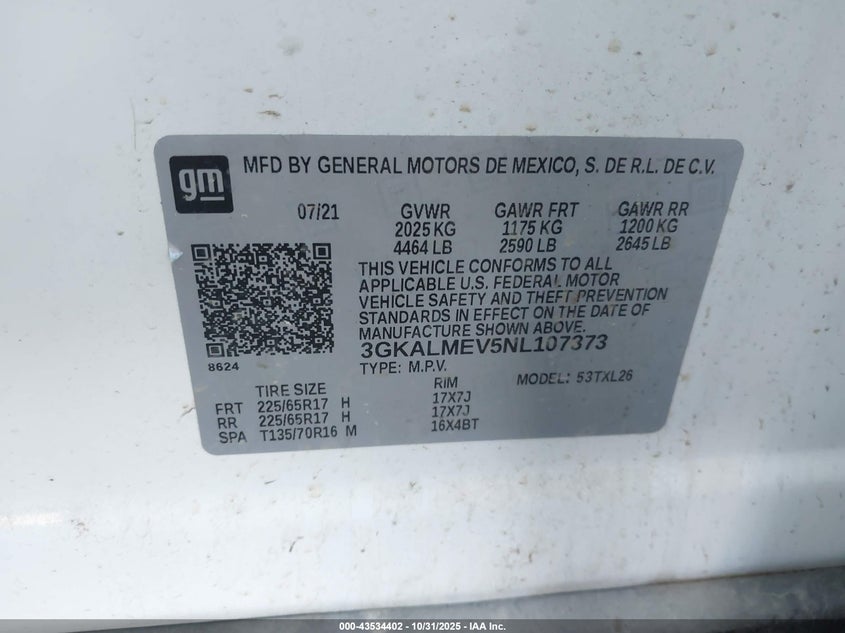 gm MFD BY GENERAL MOTORS DE MEXICO, S. DE R.L. DE C.V.
07/21 GVWR GAWR FRT GAWR RR
2025 KG 1175 KG 1200 KG
4464 LB 2590 LB 2645 LB
THIS VEHICLE CONFORMS TO ALL
APPLICABLE U.S. FEDERAL MOTOR
VEHICLE SAFETY AND THEFT PREVENTION
STANDARDS IN EFFECT ON THE DATE OF
MANUFACTURE SHOWN ABOVE.
3GKALMEV5NL107373
8624 TYPE: M.P.V. MODEL: 53TXL26
TIRE SIZE RIM
FRT 225/65R17 H 17X7J
RR 225/65R17 H 17X7J
SPA T135/70R16 M 16X4BT
000-43534402 - 10/31/2025 - IAA Inc.